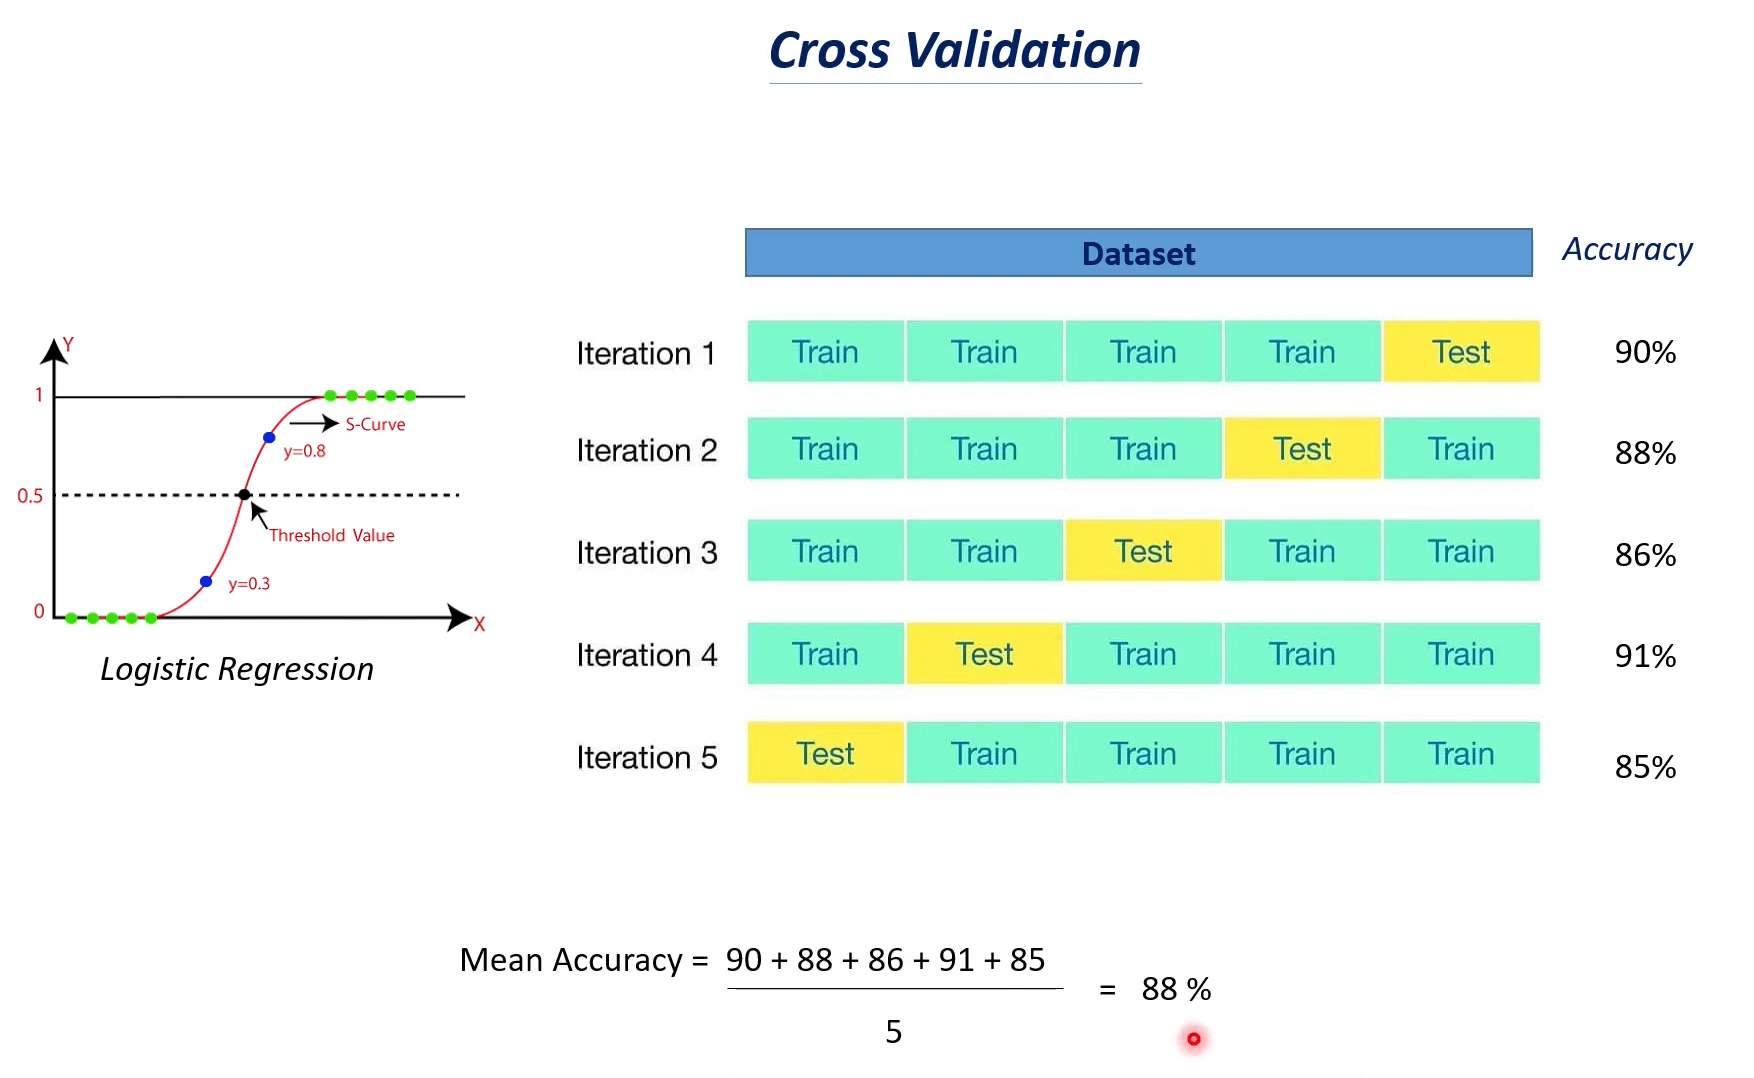 Cross Validation
Dataset
Accuracy
Iteration 1 Train Train Train Train Test 90%
Iteration 2 Train Train Train Test Train 88%
Iteration 3 Train Train Test Train Train 86%
Iteration 4 Train Test Train Train Train 91%
Iteration 5 Test Train Train Train Train 85%
Y
1
S-Curve
y=0.8
0.5
Threshold Value
y=0.3
0
X
Logistic Regression
Mean Accuracy = 90 + 88 + 86 + 91 + 85
= 88 %
5